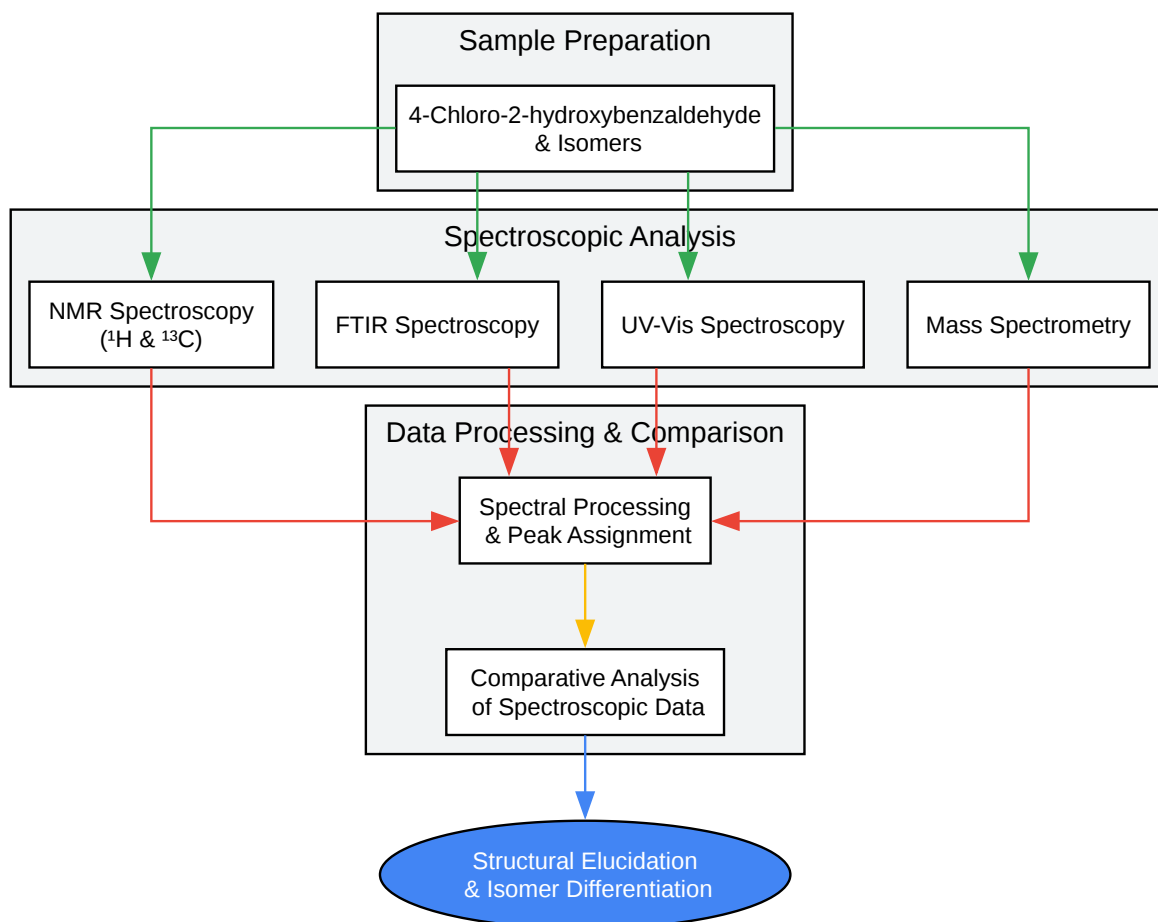 Sample Preparation
4-Chloro-2-hydroxybenzaldehyde
& Isomers
Spectroscopic Analysis
NMR Spectroscopy
(¹H & ¹³C)
FTIR Spectroscopy
UV-Vis Spectroscopy
Mass Spectrometry
Data Processing & Comparison
Spectral Processing
& Peak Assignment
Comparative Analysis
of Spectroscopic Data
Structural Elucidation
& Isomer Differentiation